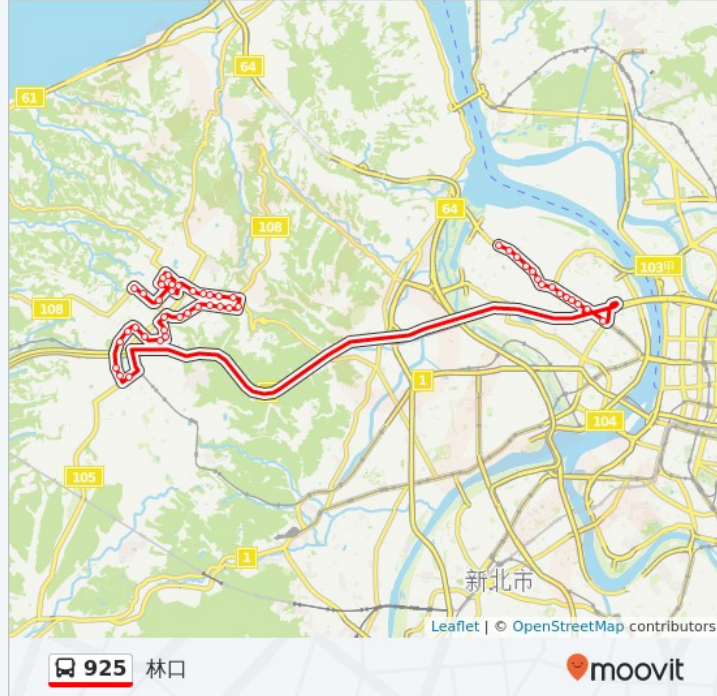 64
61
64
108
103甲
108
1
104
105
1
新北市
Leaflet | © OpenStreetMap contributors
925 林口
moovit